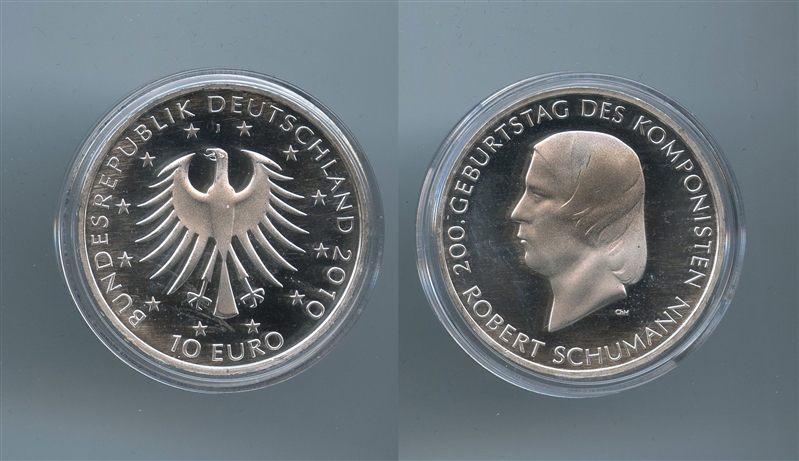 BUNDESREPUBLIK DEUTSCHLAND 2010
J
10 EURO
200. GEBURTSTAG DES KOMPONISTEN
ROBERT SCHUMANN